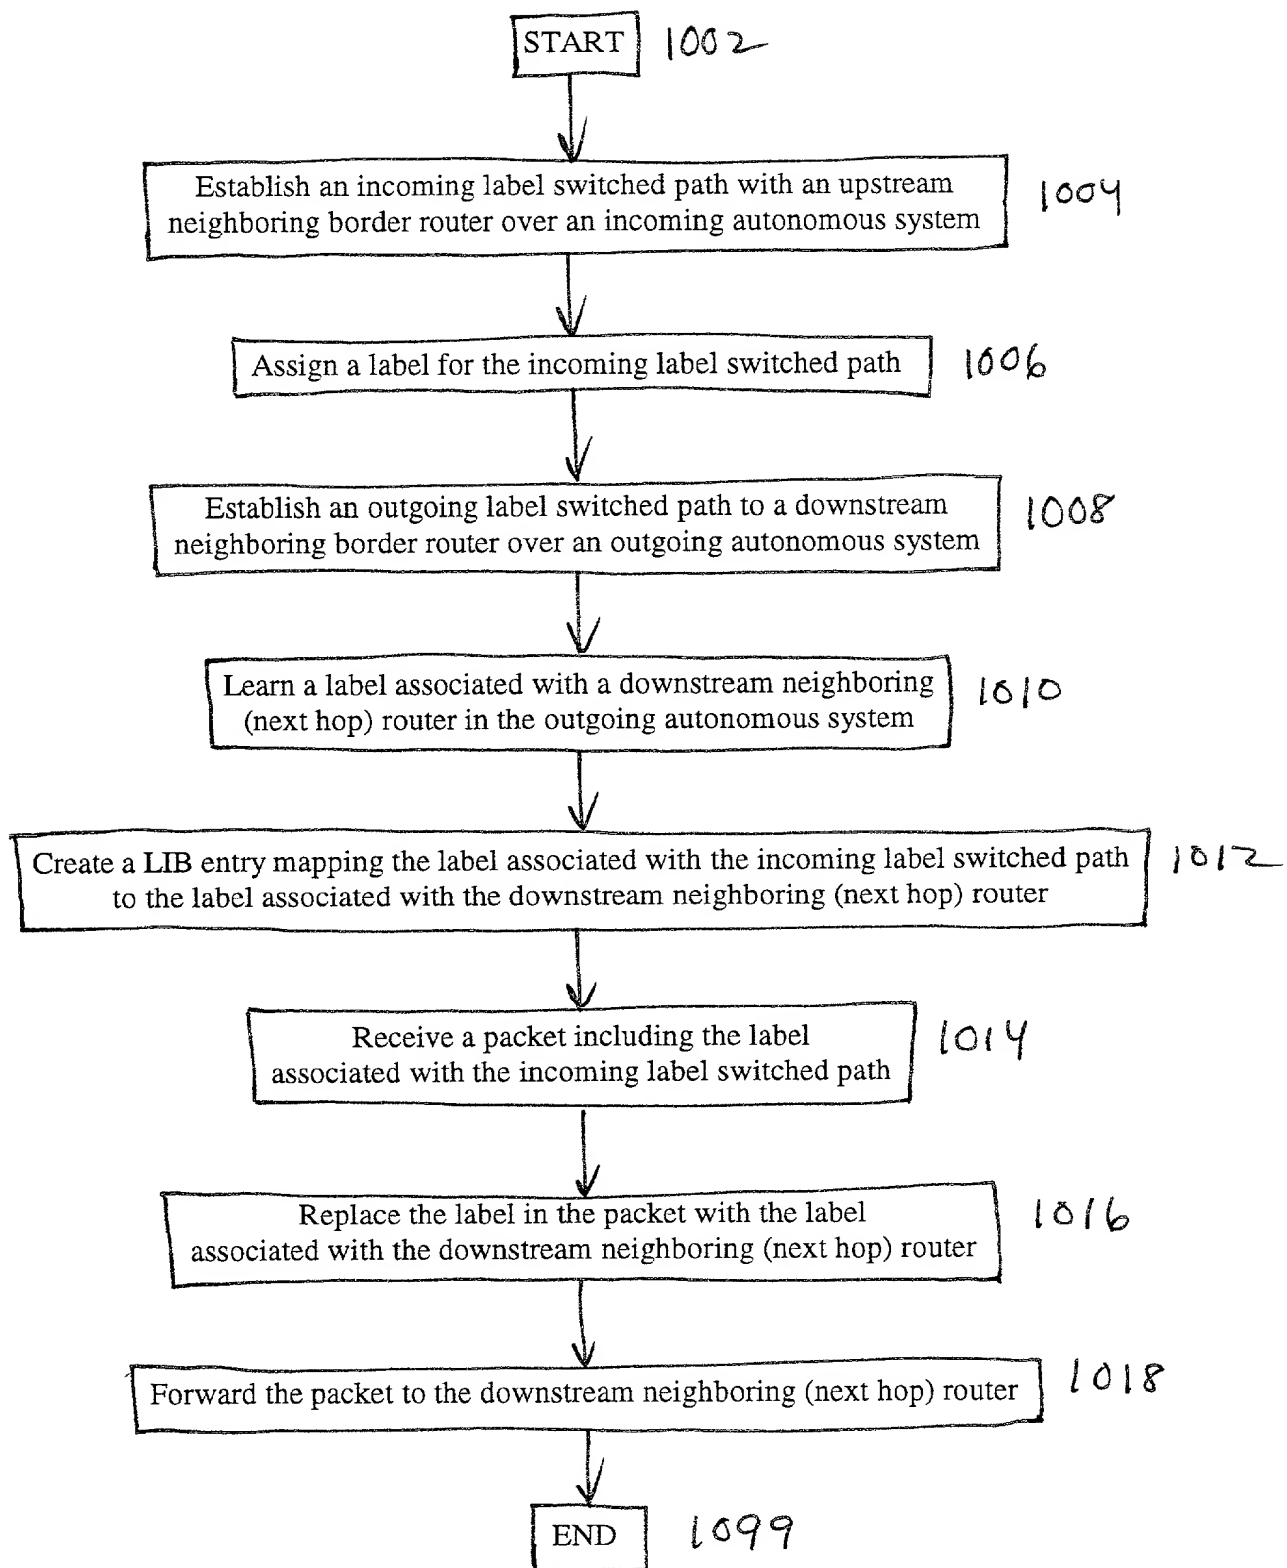 START 1002
Establish an incoming label switched path with an upstream
neighboring border router over an incoming autonomous system
1004
Assign a label for the incoming label switched path 1006
Establish an outgoing label switched path to a downstream
neighboring border router over an outgoing autonomous system
1008
Learn a label associated with a downstream neighboring
(next hop) router in the outgoing autonomous system
1010
Create a LIB entry mapping the label associated with the incoming label switched path
to the label associated with the downstream neighboring (next hop) router
1012
Receive a packet including the label
associated with the incoming label switched path
1014
Replace the label in the packet with the label
associated with the downstream neighboring (next hop) router
1016
Forward the packet to the downstream neighboring (next hop) router 1018
END 1099